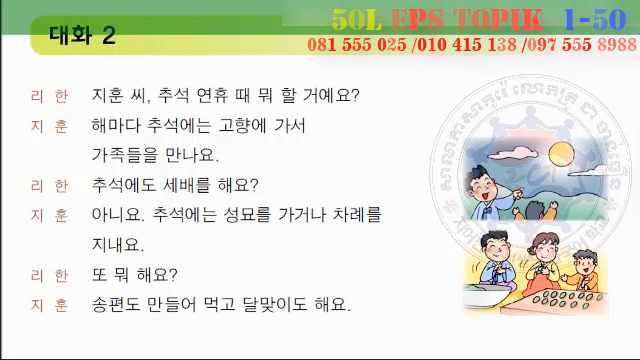 50L EPS TOPIK 1-50
대화 2
081 555 025 /010 415 138 /097 555 8988
리 한 지훈 씨, 추석 연휴 때 뭐 할 거예요?
지 훈 해마다 추석에는 고향에 가서
가족들을 만나요.
리 한 추석에도 세배를 해요?
지 훈 아니요. 추석에는 성묘를 가거나 차례를
지내요.
리 한 또 뭐 해요?
지 훈 송편도 만들어 먹고 달맞이도 해요.